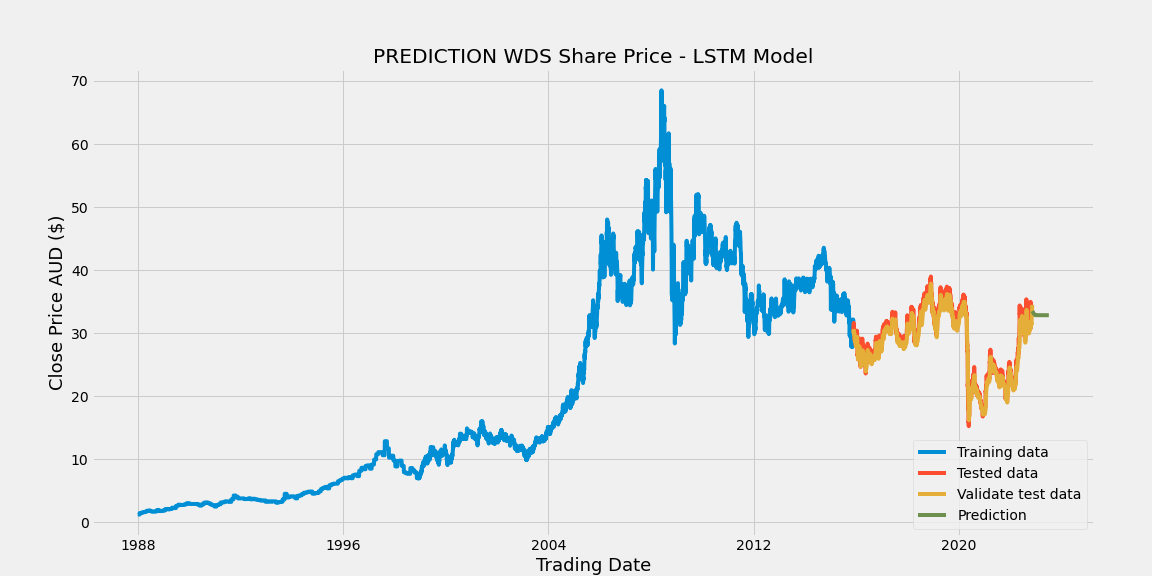 PREDICTION WDS Share Price - LSTM Model
Close Price AUD ($)
70
60
50
40
30
20
10
0
1988
1996
2004
2012
2020
Trading Date
Training data
Tested data
Validate test data
Prediction